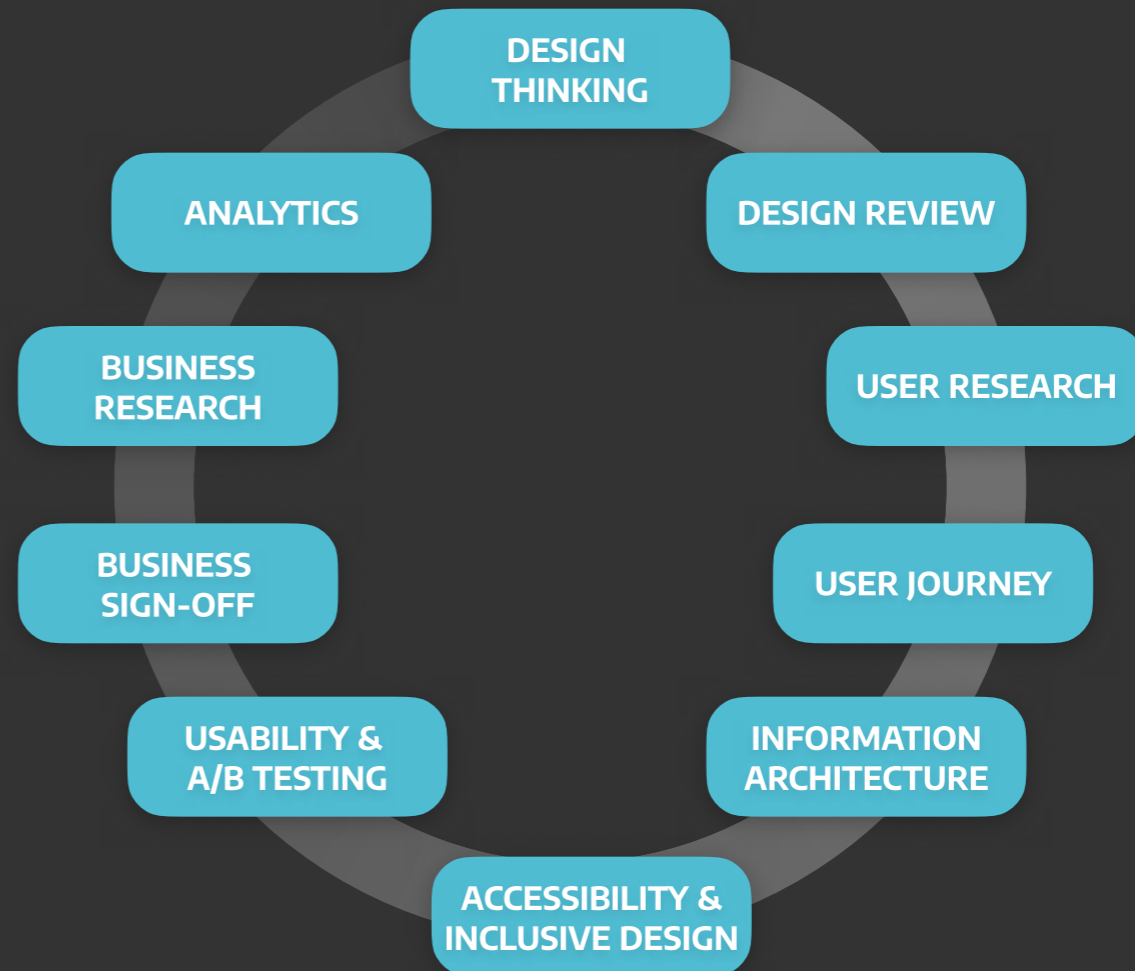 DESIGN
THINKING
ANALYTICS
DESIGN REVIEW
BUSINESS
RESEARCH
USER RESEARCH
BUSINESS
SIGN-OFF
USER JOURNEY
USABILITY &
A/B TESTING
INFORMATION
ARCHITECTURE
ACCESSIBILITY &
INCLUSIVE DESIGN